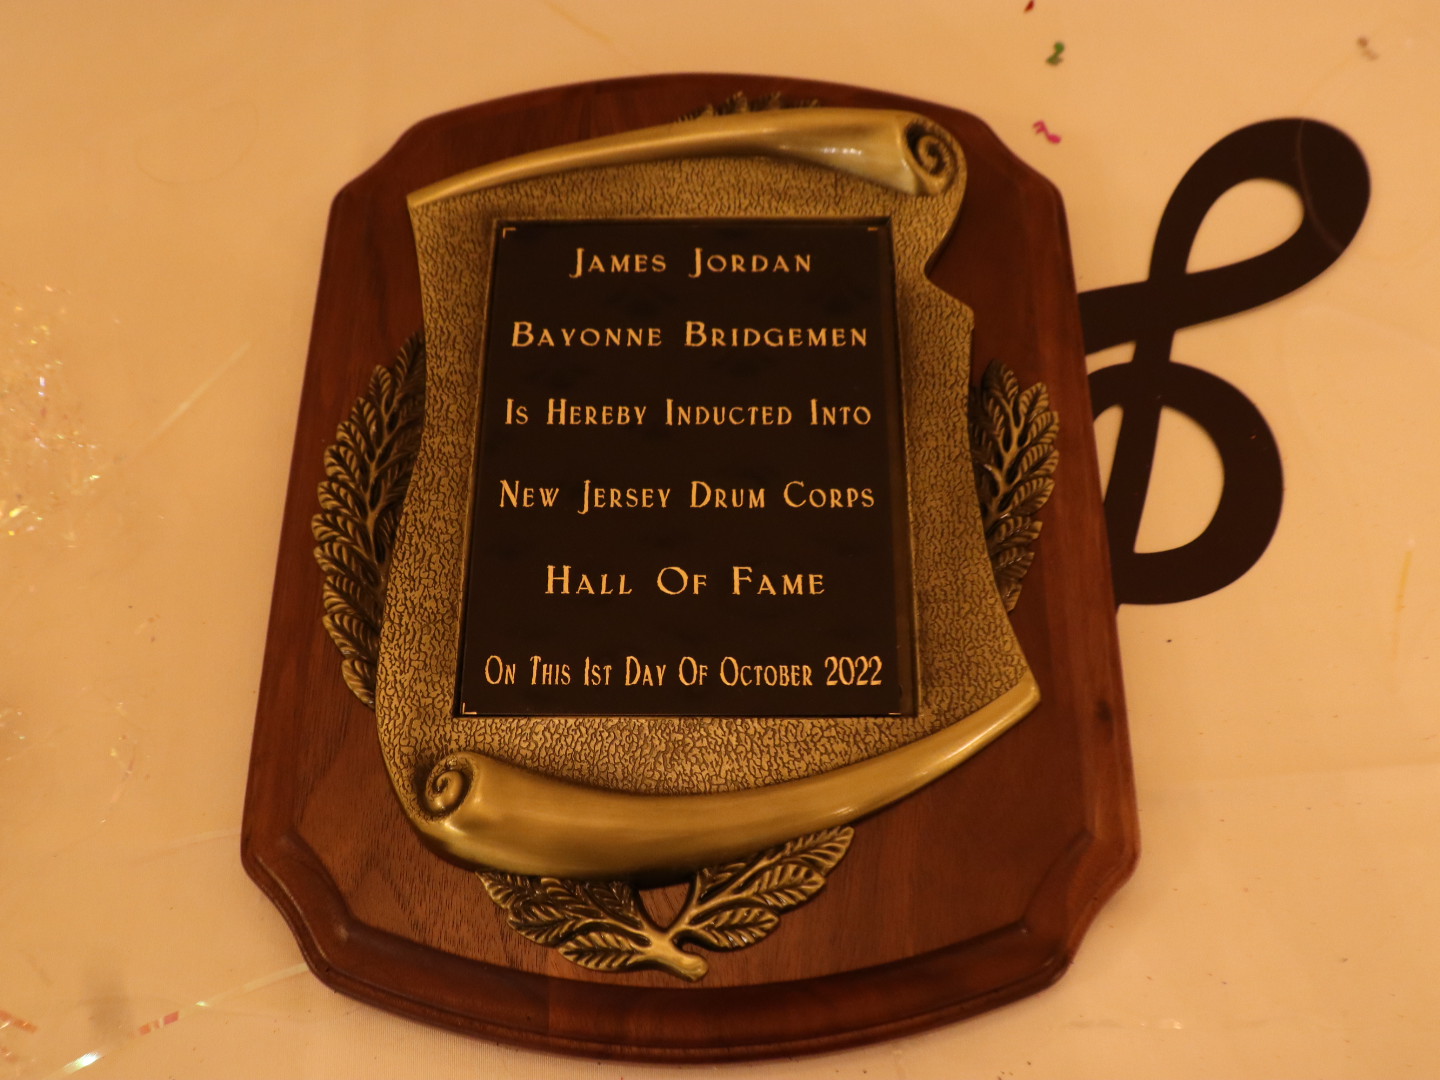 James Jordan
Bayonne Bridgemen
Is Hereby Inducted Into
New Jersey Drum Corps
Hall Of Fame
On This 1st Day Of October 2022